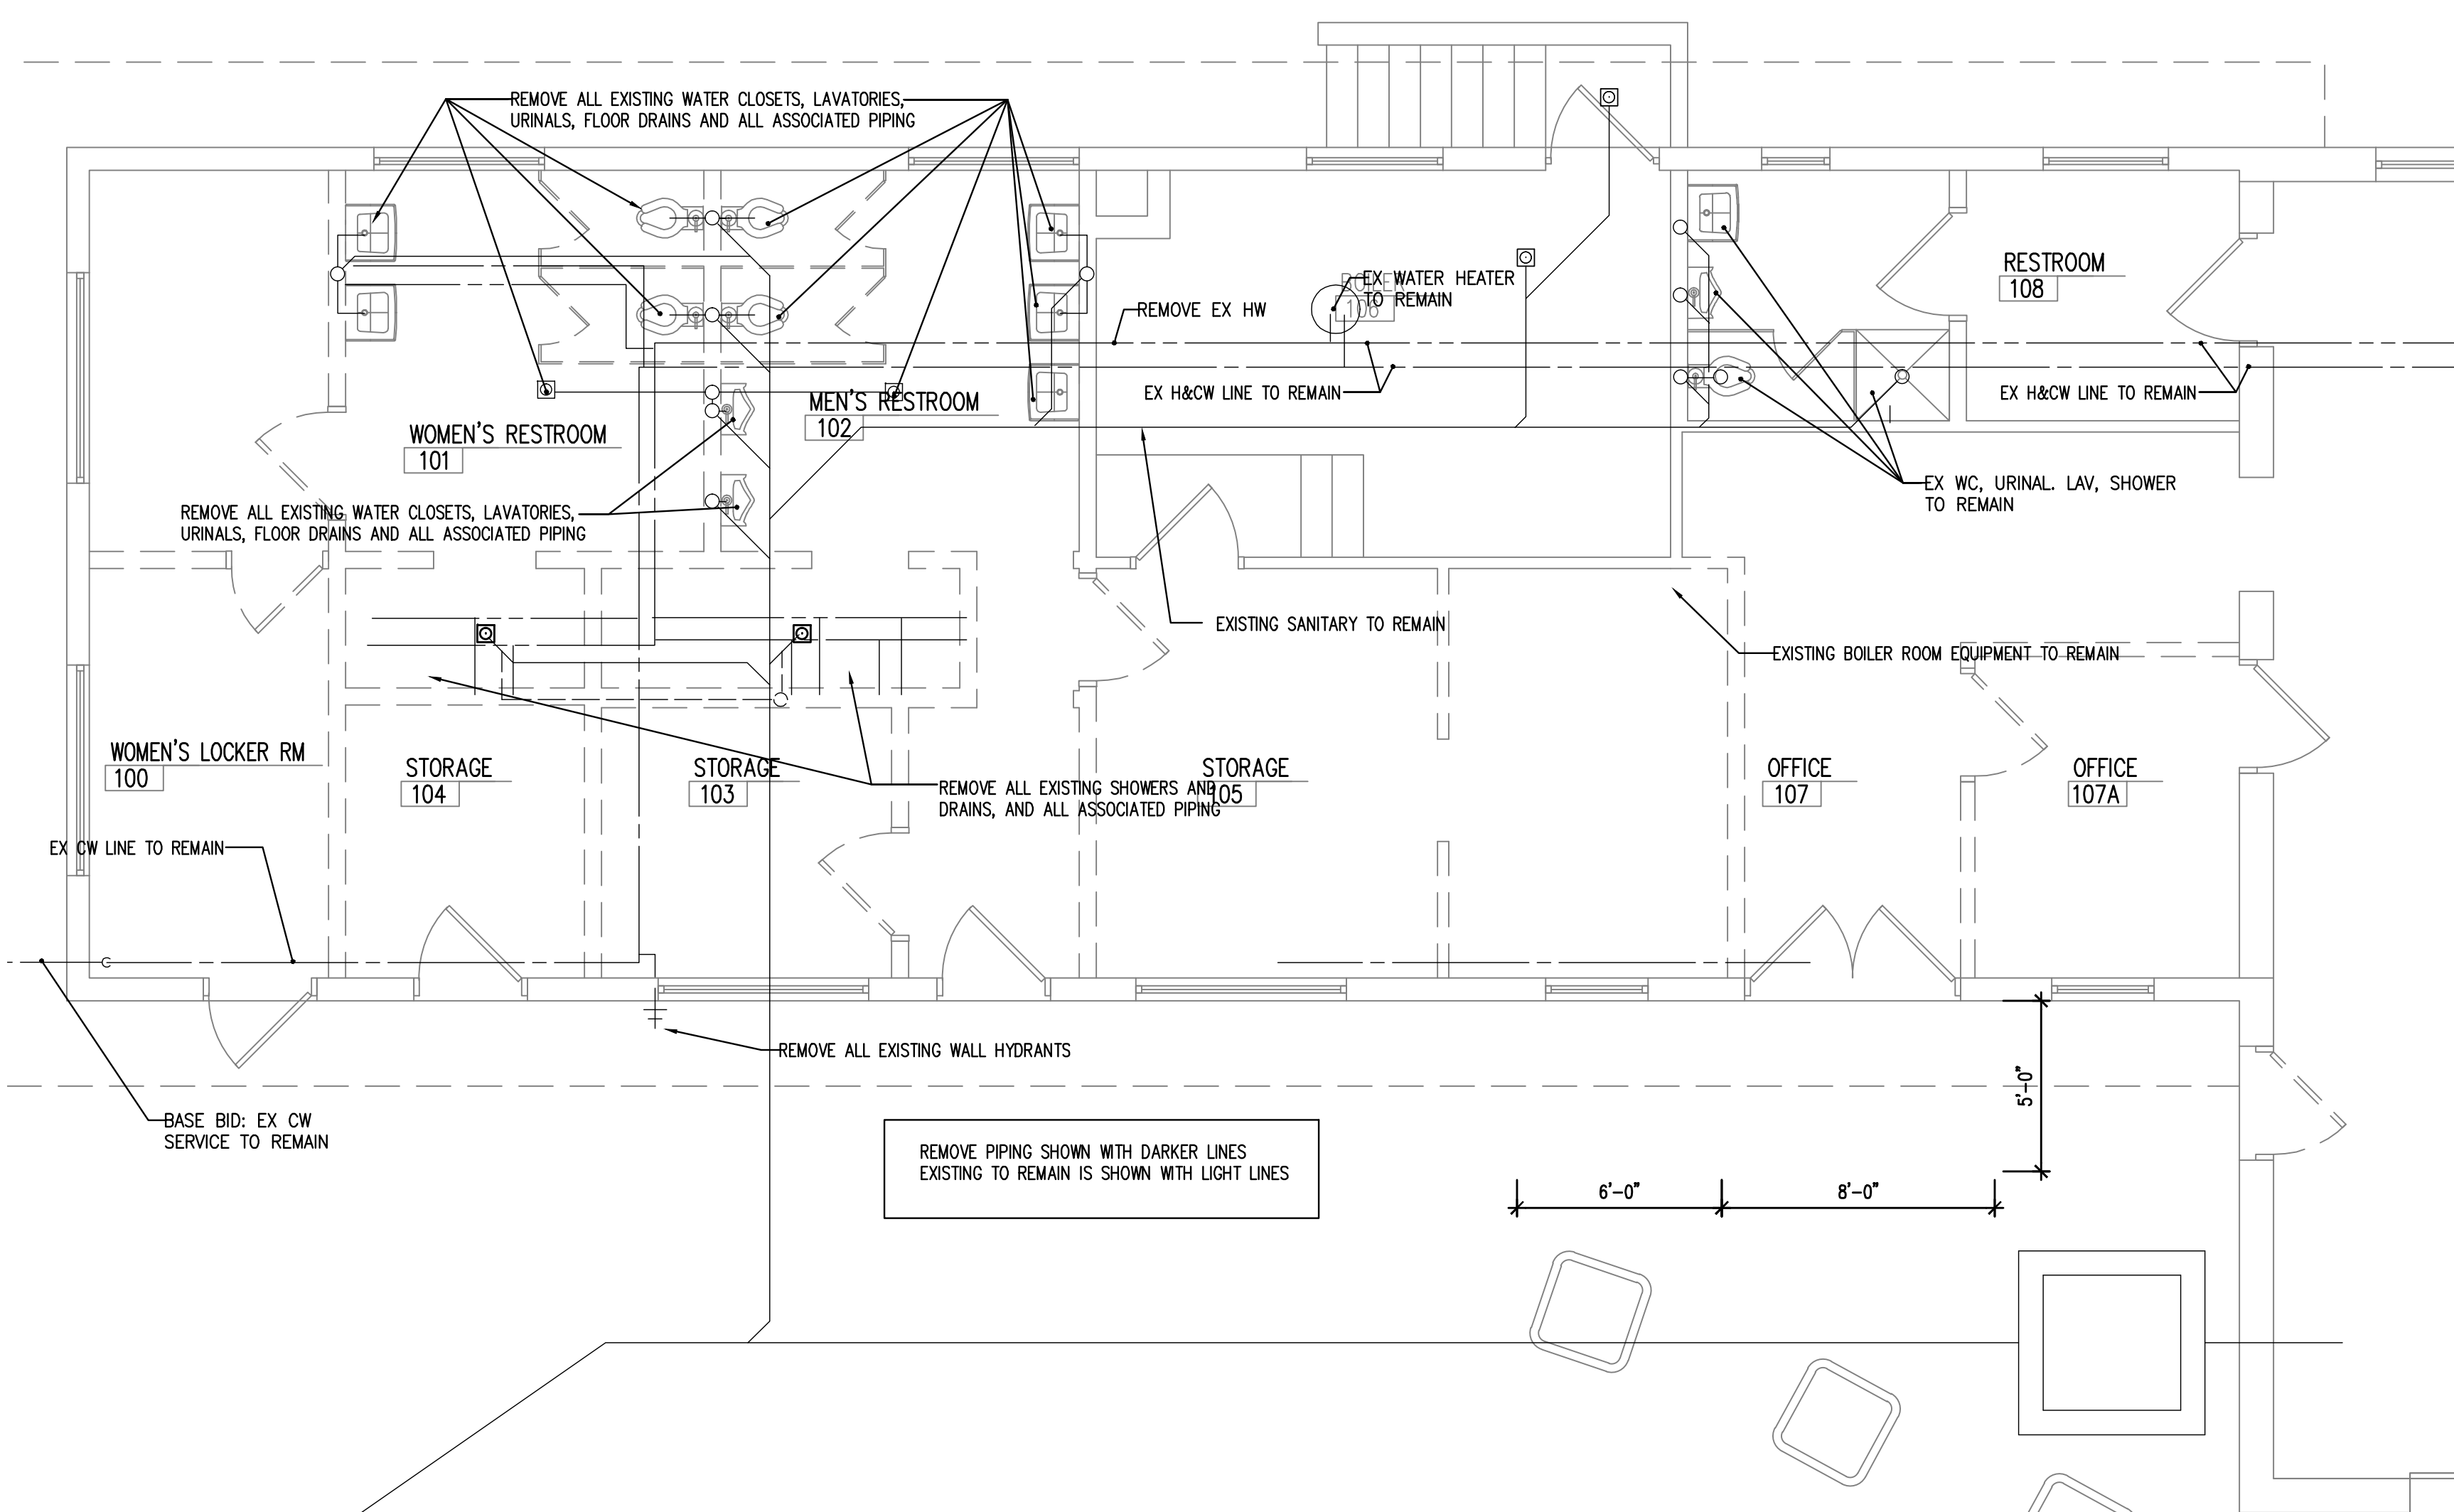 REMOVE ALL EXISTING WATER CLOSETS, LAVATORIES,
URINALS, FLOOR DRAINS AND ALL ASSOCIATED PIPING
RESTROOM
108
EX WATER HEATER
TO REMAIN
BOILER
106
REMOVE EX HW
EX H&CW LINE TO REMAIN
EX H&CW LINE TO REMAIN
MEN'S RESTROOM
102
WOMEN'S RESTROOM
101
EX WC, URINAL. LAV, SHOWER
TO REMAIN
REMOVE ALL EXISTING WATER CLOSETS, LAVATORIES,
URINALS, FLOOR DRAINS AND ALL ASSOCIATED PIPING
EXISTING SANITARY TO REMAIN
EXISTING BOILER ROOM EQUIPMENT TO REMAIN
WOMEN'S LOCKER RM
100
STORAGE
104
STORAGE
103
STORAGE
105
OFFICE
107
OFFICE
107A
REMOVE ALL EXISTING SHOWERS AND
DRAINS, AND ALL ASSOCIATED PIPING
EX CW LINE TO REMAIN
REMOVE ALL EXISTING WALL HYDRANTS
5'-0"
BASE BID: EX CW
SERVICE TO REMAIN
REMOVE PIPING SHOWN WITH DARKER LINES
EXISTING TO REMAIN IS SHOWN WITH LIGHT LINES
6'-0"
8'-0"